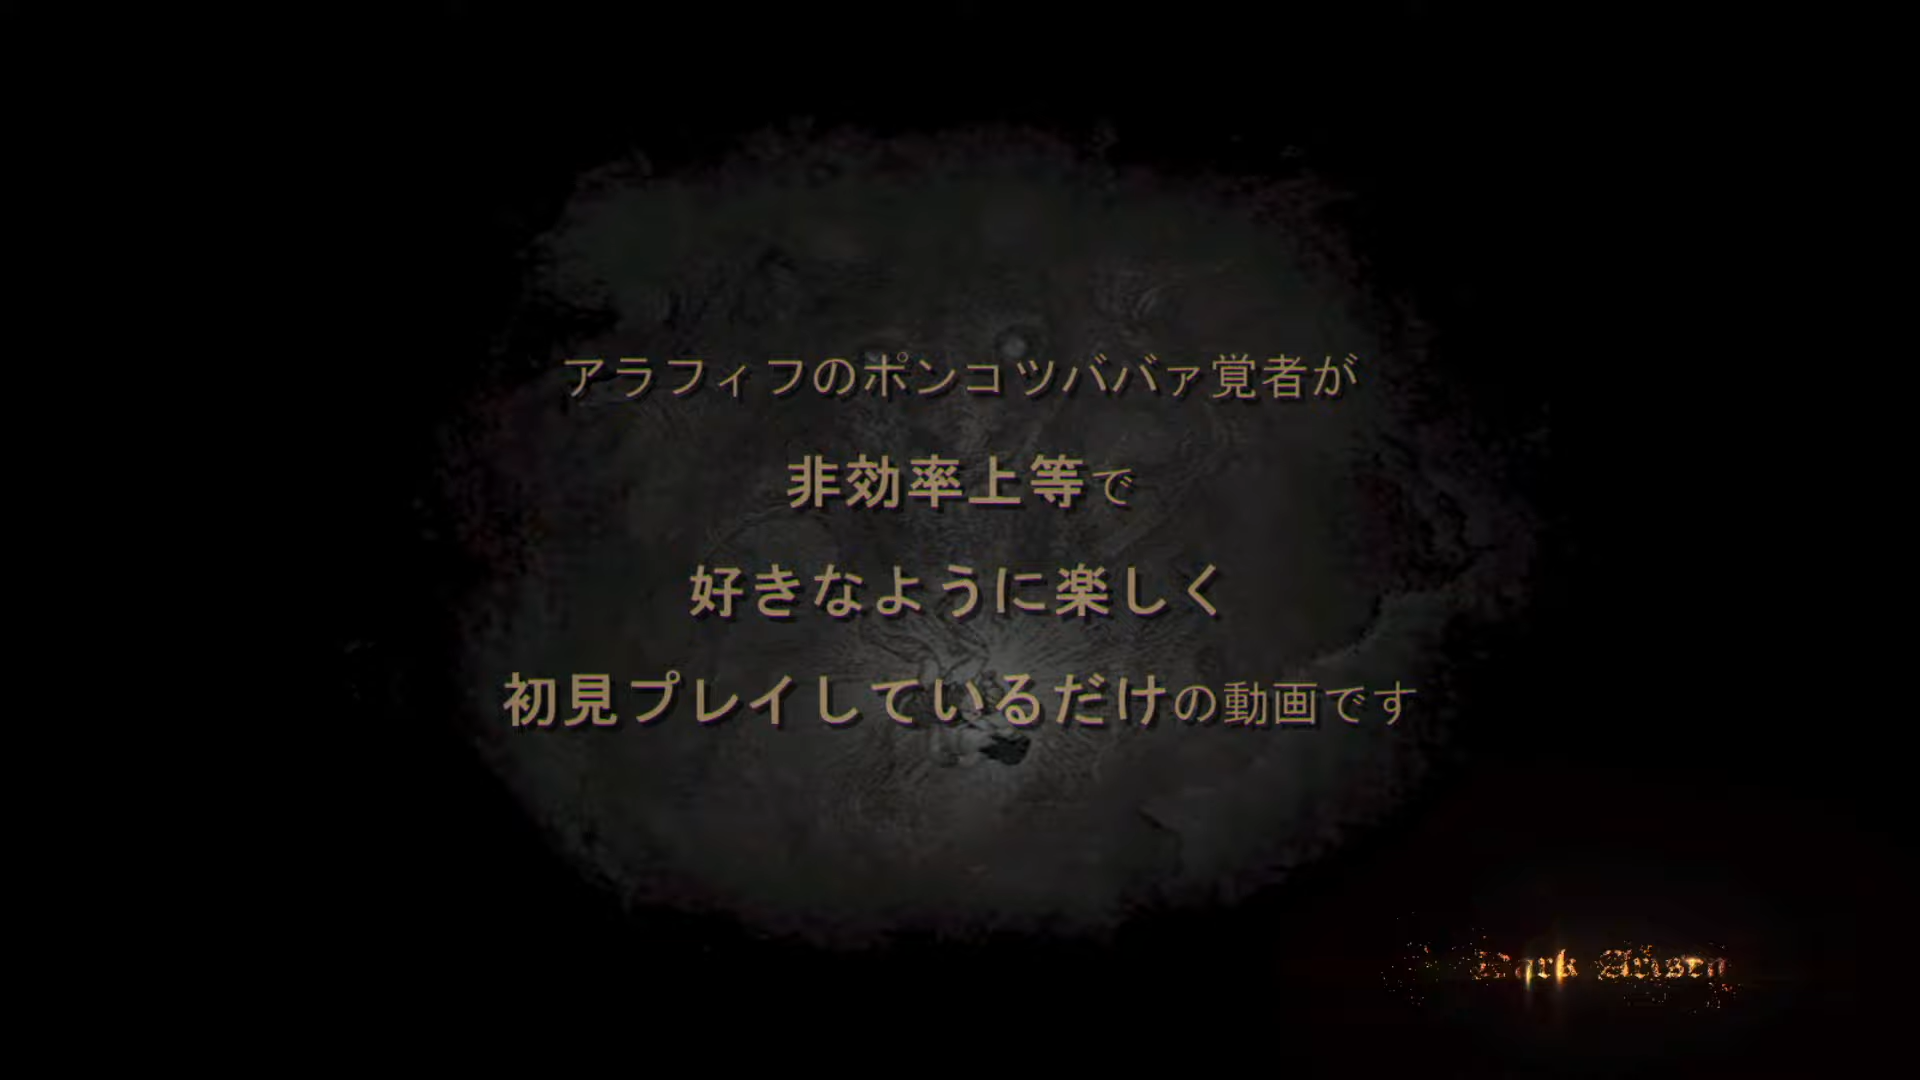 アラフィフのポンコツババァ覚者が
非効率上等で
好きなように楽しく
初見プレイしているだけの動画です
Dark Arisen